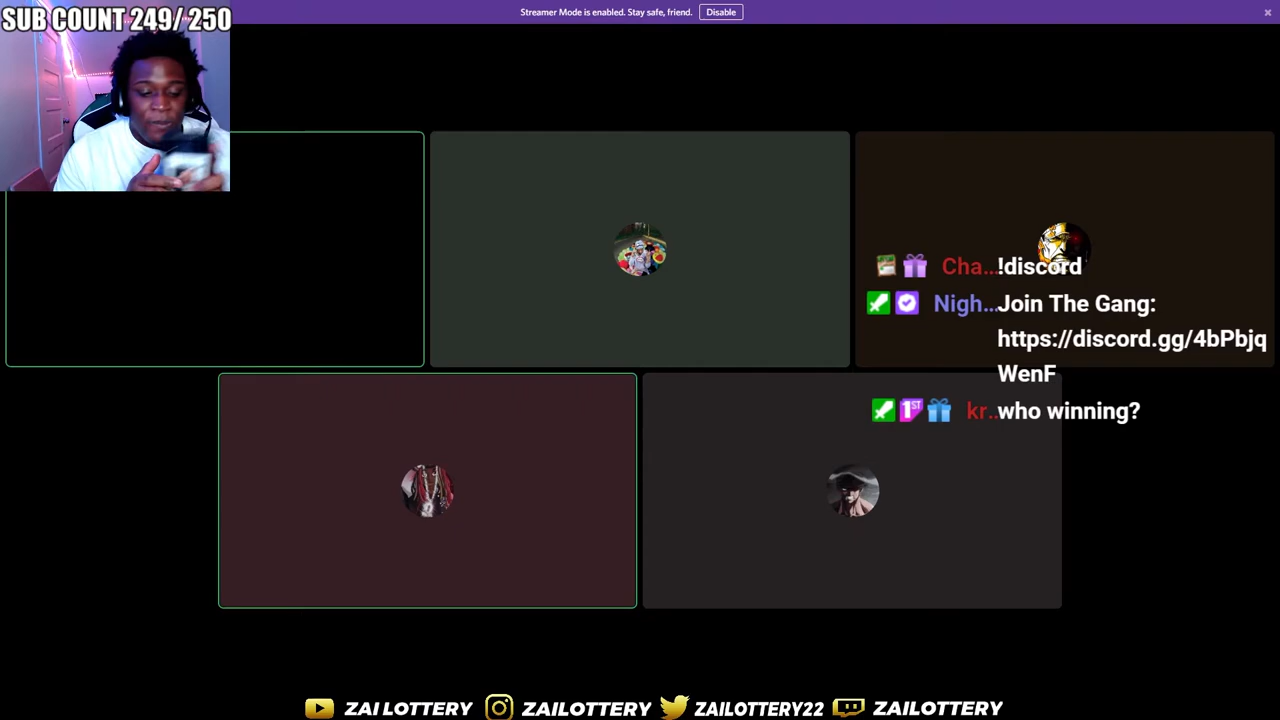 SUB COUNT 249/ 250
Streamer Mode is enabled. Stay safe, friend. Disable
Cha... !discord
Nigh... Join The Gang:
https://discord.gg/4bPbjq
WenF
1ST kr.. who winning?
ZAI LOTTERY ZAILOTTERY ZAILOTTERY22 ZAILOTTERY